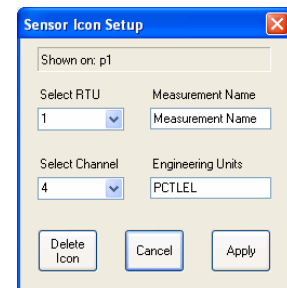 Sensor Icon Setup
Shown on: p1
Select RTU Measurement Name
1 Measurement Name
Select Channel Engineering Units
4 PCTLEL
Delete
Icon
Cancel
Apply